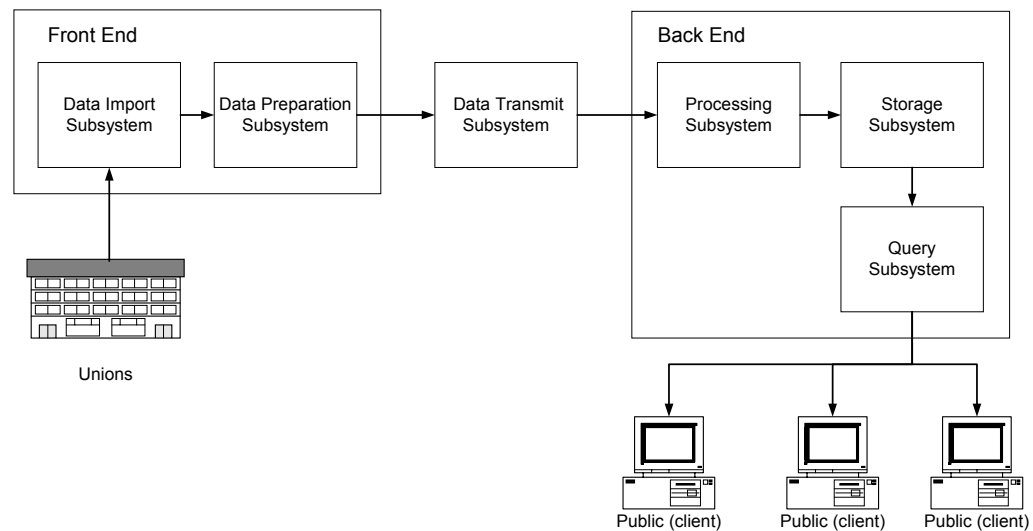 Front End
Data Import
Subsystem
Data Preparation
Subsystem
Data Transmit
Subsystem
Back End
Processing
Subsystem
Storage
Subsystem
Query
Subsystem
Unions
Public (client)
Public (client)
Public (client)